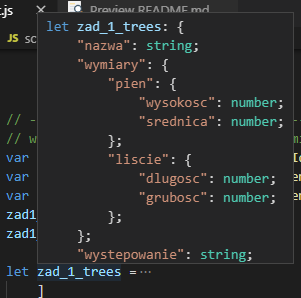 t.js
Preview README.md
JS
sc
let zad_1_trees: {
"nazwa": string;
"wymiary": {
"pien": {
"wysokosc": number;
"srednica": number;
};
"liscie": {
"dlugosc": number;
"grubosc": number;
};
};
"wystepowanie": string;
// -
// w
var
var
var
zad1
zad1
let zad_1_trees = ...
]